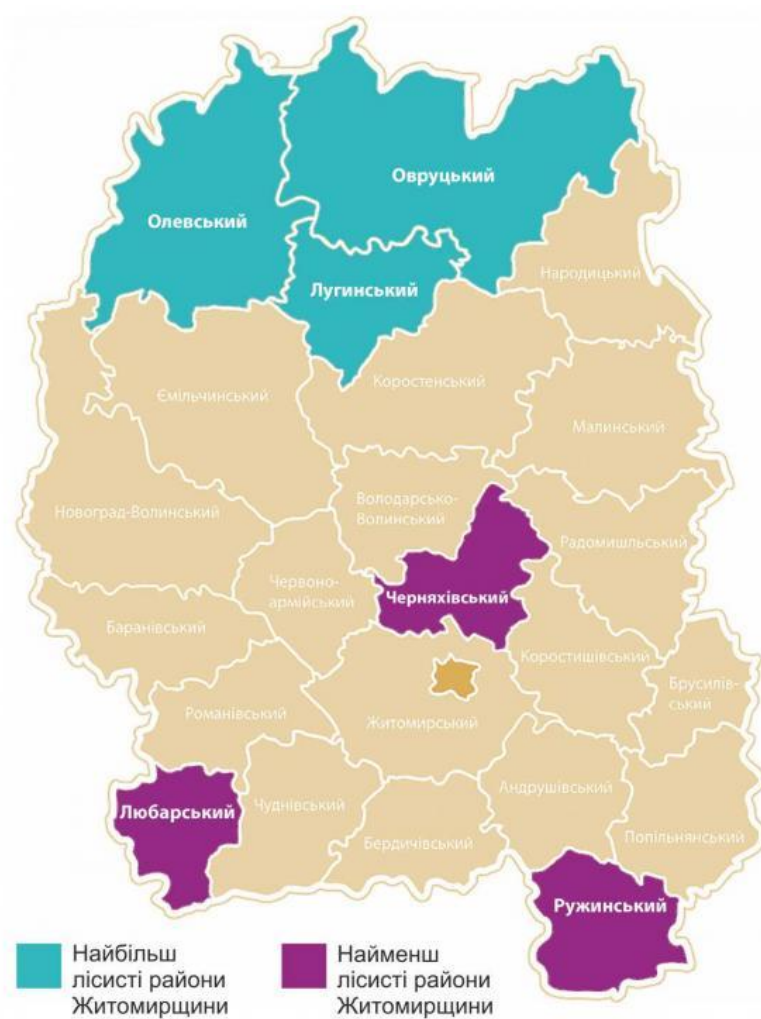 Овруцький
Олевський
Народицький
Лугинський
Коростенський
Ємільчинський
Малинський
Володарсько-
Волинський
Новоград-Волинський
Радомишльський
Червоно-
армійський
Черняхівський
Баранівський
Коростишівський
Брусилів-
ський
Романівський
Житомирський
Андрушівський
Любарський
Чуднівський
Попільнянський
Бердичівський
Ружинський
Найбільш
лісисті райони
Житомирщини
Найменш
лісисті райони
Житомирщини